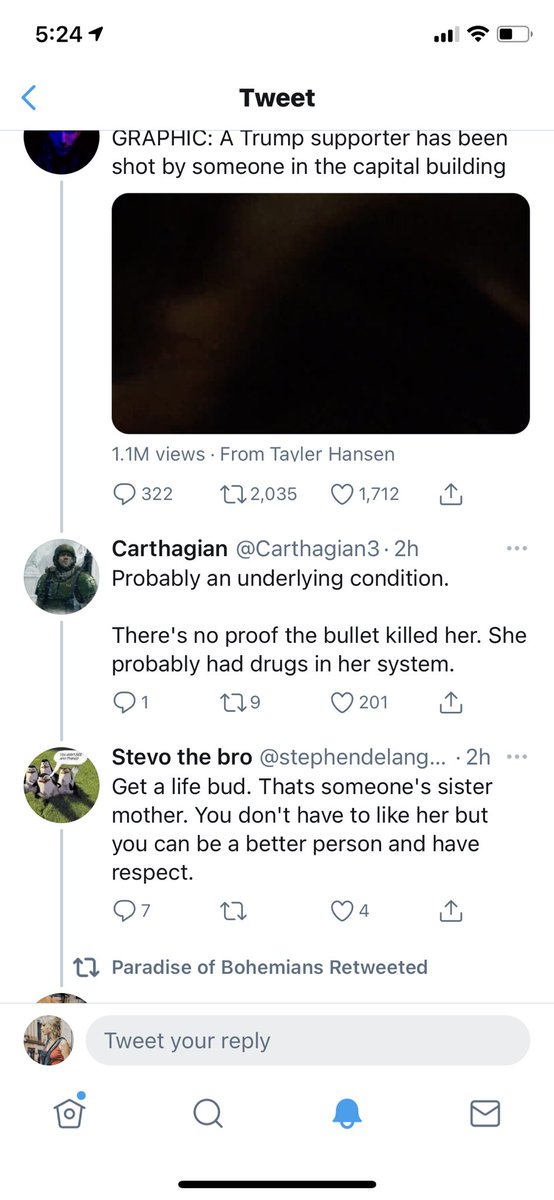 5:24
Tweet
GRAPHIC: A Trump supporter has been
shot by someone in the capital building
1.1M views · From Tayler Hansen
322 2,035 1,712
Carthagian @Carthagian3 · 2h
Probably an underlying condition.
There's no proof the bullet killed her. She
probably had drugs in her system.
1 9 201
Stevo the bro @stephendelang... · 2h
Get a life bud. Thats someone's sister
mother. You don't have to like her but
you can be a better person and have
respect.
7 4
Paradise of Bohemians Retweeted
Tweet your reply